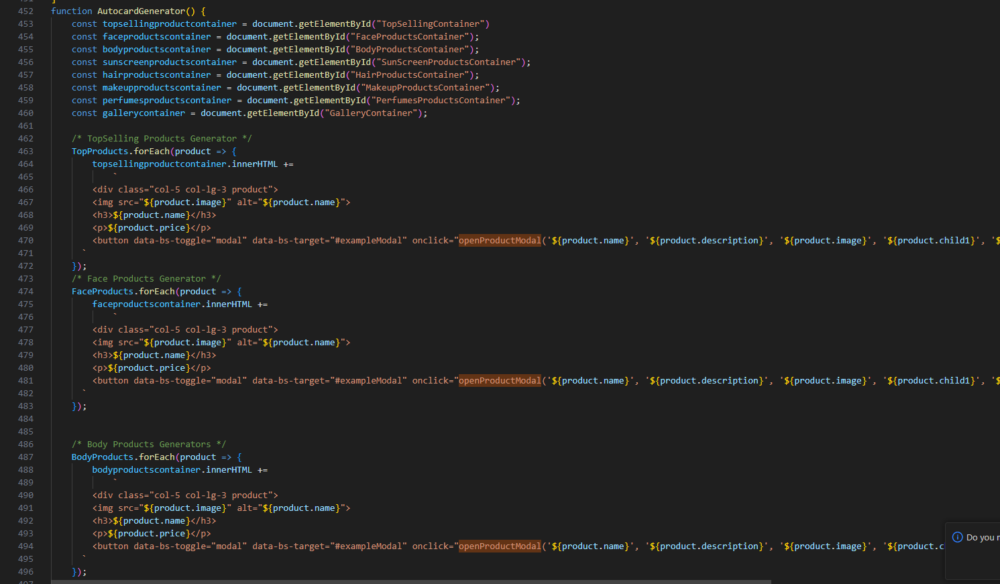 452 function AutocardGenerator() {
453 const topsellingproductcontainer = document.getElementById("TopSellingContainer")
454 const faceproductscontainer = document.getElementById("FaceProductsContainer");
455 const bodyproductscontainer = document.getElementById("BodyProductsContainer");
456 const sunscreenproductscontainer = document.getElementById("SunScreenProductsContainer");
457 const hairproductscontainer = document.getElementById("HairProductsContainer");
458 const makeupproductscontainer = document.getElementById("MakeupProductsContainer");
459 const perfumesproductscontainer = document.getElementById("PerfumesProductsContainer");
460 const gallerycontainer = document.getElementById("GalleryContainer");
461
462 /* TopSelling Products Generator */
463 TopProducts.forEach(product => {
464 topsellingproductcontainer.innerHTML +=
465 `
466 <div class="col-5 col-lg-3 product">
467 <img src="${product.image}" alt="${product.name}">
468 <h3>${product.name}</h3>
469 <p>${product.price}</p>
470 <button data-bs-toggle="modal" data-bs-target="#exampleModal" onclick="openProductModal('${product.name}', '${product.description}', '${product.image}', '${product.child1}', '$
471 `
472 });
473 /* Face Products Generator */
474 FaceProducts.forEach(product => {
475 faceproductscontainer.innerHTML +=
476 `
477 <div class="col-5 col-lg-3 product">
478 <img src="${product.image}" alt="${product.name}">
479 <h3>${product.name}</h3>
480 <p>${product.price}</p>
481 <button data-bs-toggle="modal" data-bs-target="#exampleModal" onclick="openProductModal('${product.name}', '${product.description}', '${product.image}', '${product.child1}', '$
482 `
483 });
484
485
486 /* Body Products Generators */
487 BodyProducts.forEach(product => {
488 bodyproductscontainer.innerHTML +=
489 `
490 <div class="col-5 col-lg-3 product">
491 <img src="${product.image}" alt="${product.name}">
492 <h3>${product.name}</h3>
493 <p>${product.price}</p>
494 <button data-bs-toggle="modal" data-bs-target="#exampleModal" onclick="openProductModal('${product.name}', '${product.description}', '${product.image}', '${product.c
Do you
495 `
496 });